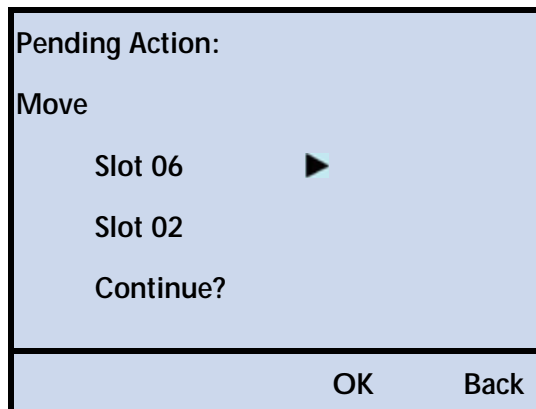 Pending Action:
Move
Slot 06 ▶
Slot 02
Continue?
OK Back